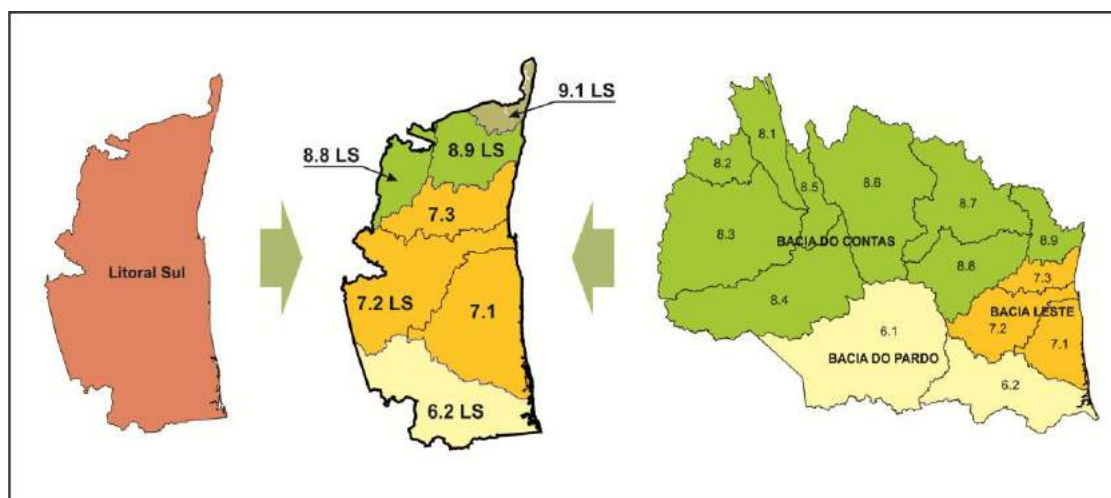 Litoral Sul
9.1 LS
8.8 LS
8.9 LS
7.3
7.2 LS
7.1
6.2 LS
8.1
8.2
8.5
8.6
8.7
8.3
BACIA DO CONTAS
8.9
8.8
7.3
8.4
BACIA LESTE
7.2
7.1
6.1
BACIA DO PARDO
6.2